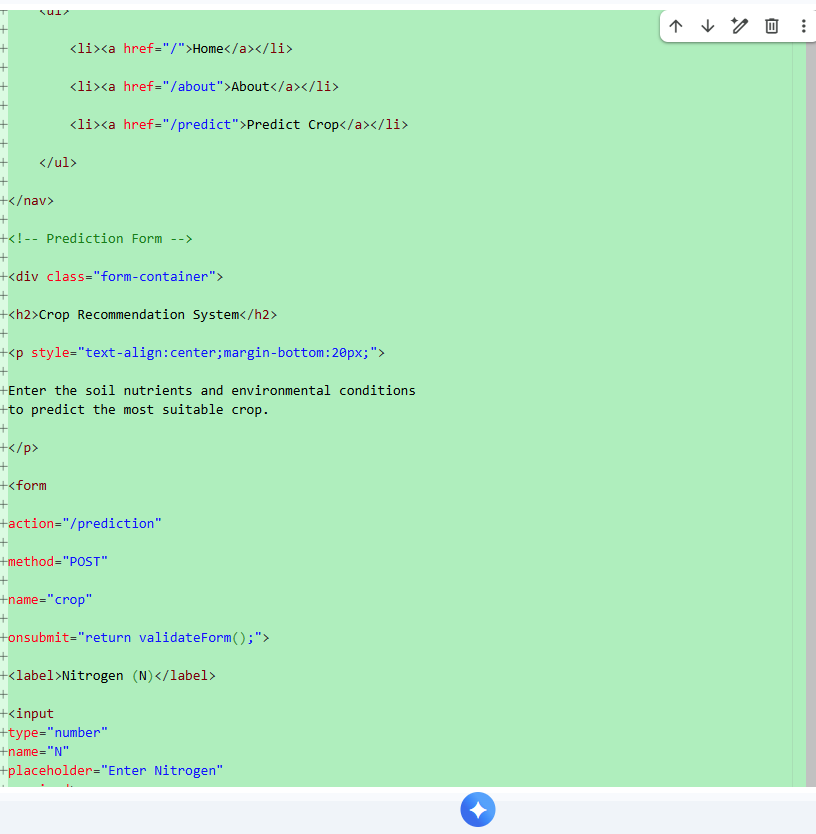 + <ul>
+
+ <li><a href="/">Home</a></li>
+
+ <li><a href="/about">About</a></li>
+
+ <li><a href="/predict">Predict Crop</a></li>
+
+ </ul>
+
+</nav>
+
+<!-- Prediction Form -->
+
+<div class="form-container">
+
+<h2>Crop Recommendation System</h2>
+
+<p style="text-align:center;margin-bottom:20px;">
+
+Enter the soil nutrients and environmental conditions
+to predict the most suitable crop.
+
+</p>
+
+<form
+
+action="/prediction"
+
+method="POST"
+
+name="crop"
+
+onsubmit="return validateForm();">
+
+<label>Nitrogen (N)</label>
+
+<input
+type="number"
+name="N"
+placeholder="Enter Nitrogen"